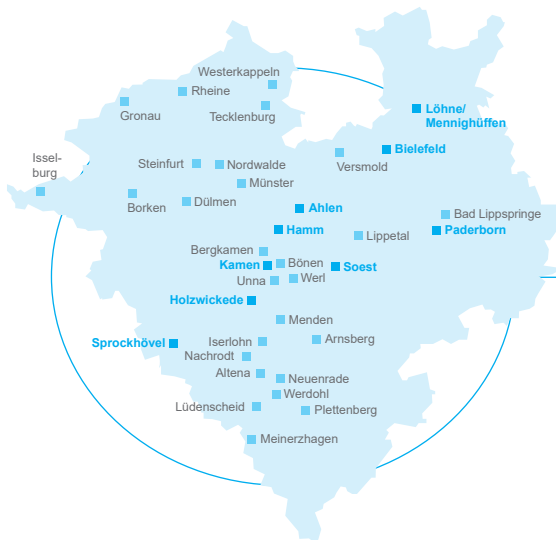 Westerkappeln
Rheine
Gronau
Tecklenburg
Löhne/
Mennighüffen
Bielefeld
Versmold
Issel-
burg
Steinfurt
Nordwalde
Münster
Borken
Dülmen
Ahlen
Bad Lippspringe
Hamm
Lippetal
Paderborn
Bergkamen
Kamen
Bönen
Soest
Unna
Werl
Holzwickede
Menden
Sprockhövel
Iserlohn
Arnsberg
Nachrodt
Altena
Neuenrade
Werdohl
Lüdenscheid
Plettenberg
Meinerzhagen